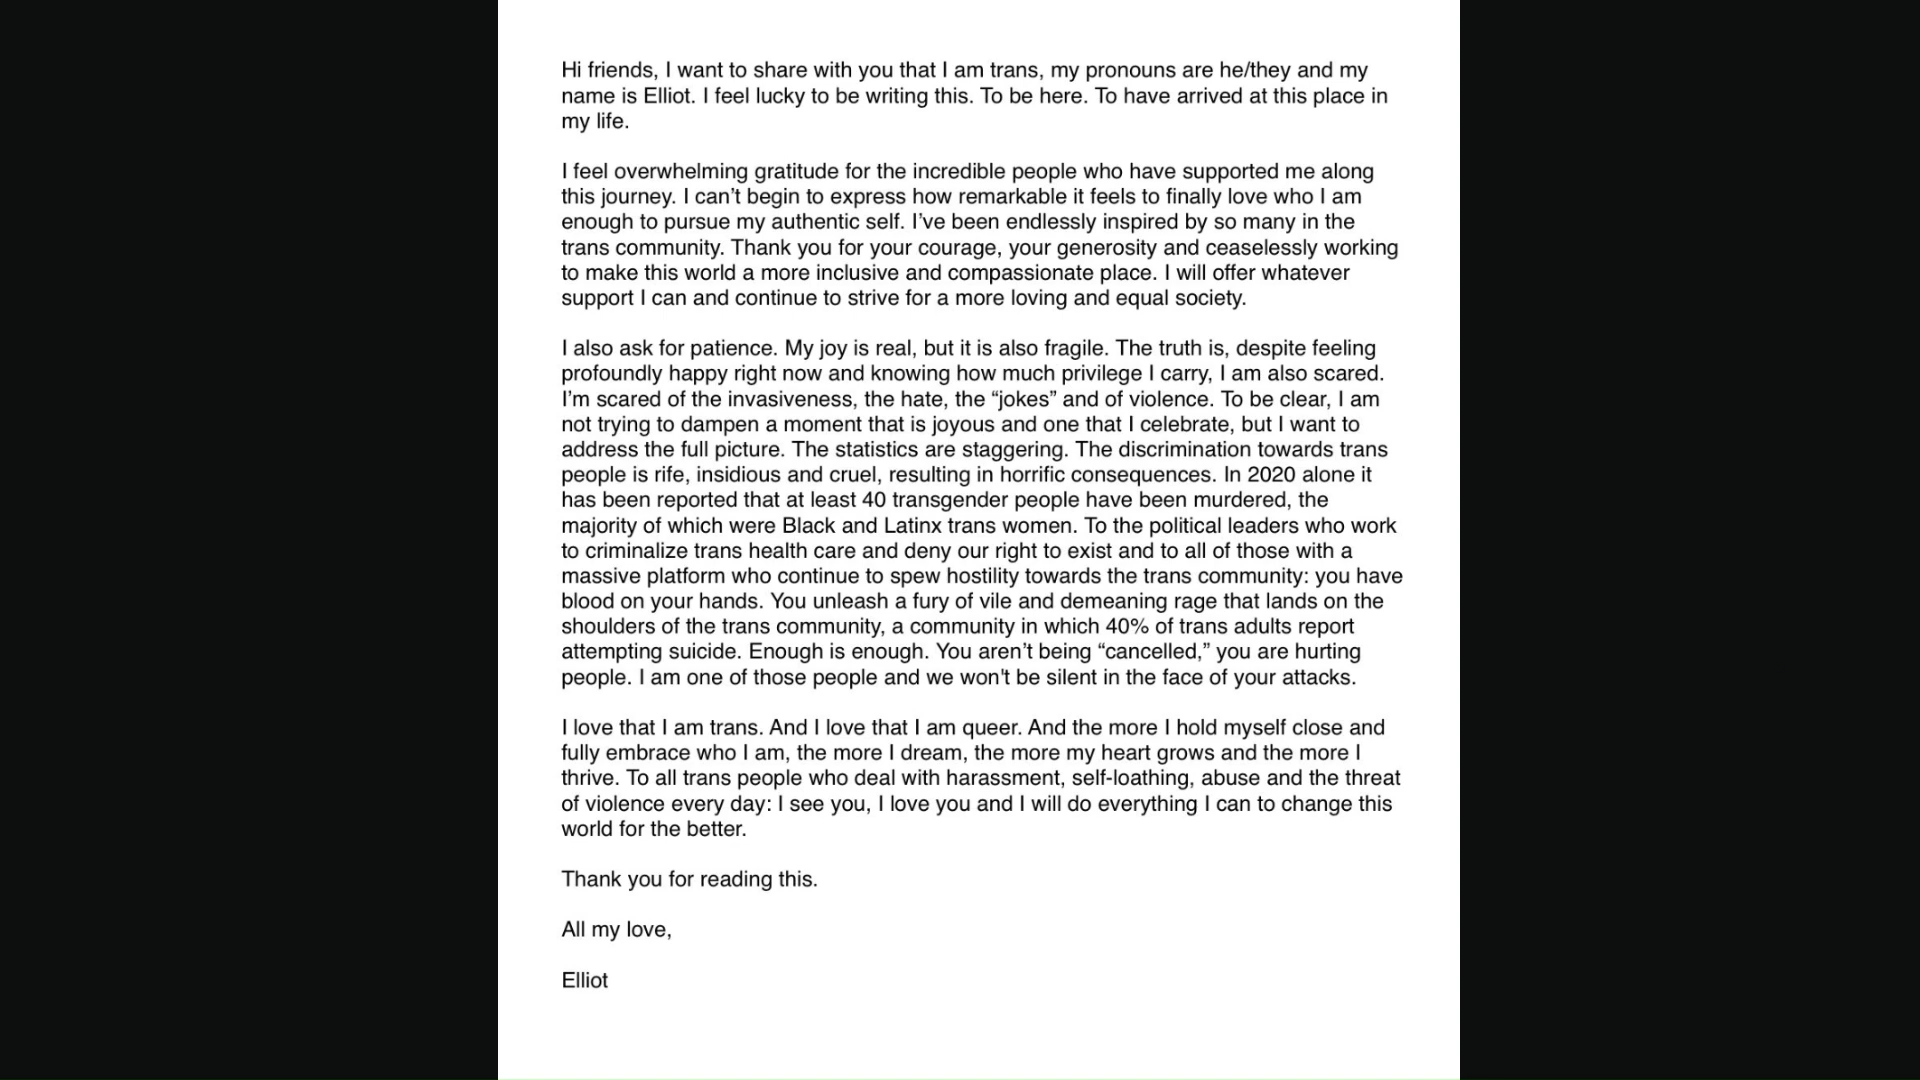 Hi friends, I want to share with you that I am trans, my pronouns are he/they and my
name is Elliot. I feel lucky to be writing this. To be here. To have arrived at this place in
my life.
I feel overwhelming gratitude for the incredible people who have supported me along
this journey. I can’t begin to express how remarkable it feels to finally love who I am
enough to pursue my authentic self. I’ve been endlessly inspired by so many in the
trans community. Thank you for your courage, your generosity and ceaselessly working
to make this world a more inclusive and compassionate place. I will offer whatever
support I can and continue to strive for a more loving and equal society.
I also ask for patience. My joy is real, but it is also fragile. The truth is, despite feeling
profoundly happy right now and knowing how much privilege I carry, I am also scared.
I’m scared of the invasiveness, the hate, the “jokes” and of violence. To be clear, I am
not trying to dampen a moment that is joyous and one that I celebrate, but I want to
address the full picture. The statistics are staggering. The discrimination towards trans
people is rife, insidious and cruel, resulting in horrific consequences. In 2020 alone it
has been reported that at least 40 transgender people have been murdered, the
majority of which were Black and Latinx trans women. To the political leaders who work
to criminalize trans health care and deny our right to exist and to all of those with a
massive platform who continue to spew hostility towards the trans community: you have
blood on your hands. You unleash a fury of vile and demeaning rage that lands on the
shoulders of the trans community, a community in which 40% of trans adults report
attempting suicide. Enough is enough. You aren’t being “cancelled,” you are hurting
people. I am one of those people and we won't be silent in the face of your attacks.
I love that I am trans. And I love that I am queer. And the more I hold myself close and
fully embrace who I am, the more I dream, the more my heart grows and the more I
thrive. To all trans people who deal with harassment, self-loathing, abuse and the threat
of violence every day: I see you, I love you and I will do everything I can to change this
world for the better.
Thank you for reading this.
All my love,
Elliot